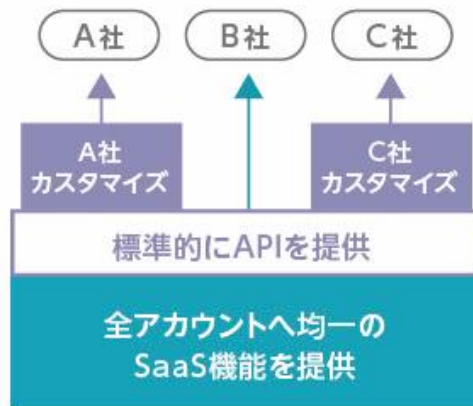 A社
B社
C社
A社
カスタマイズ
C社
カスタマイズ
標準的にAPIを提供
全アカウントへ均一の
SaaS機能を提供